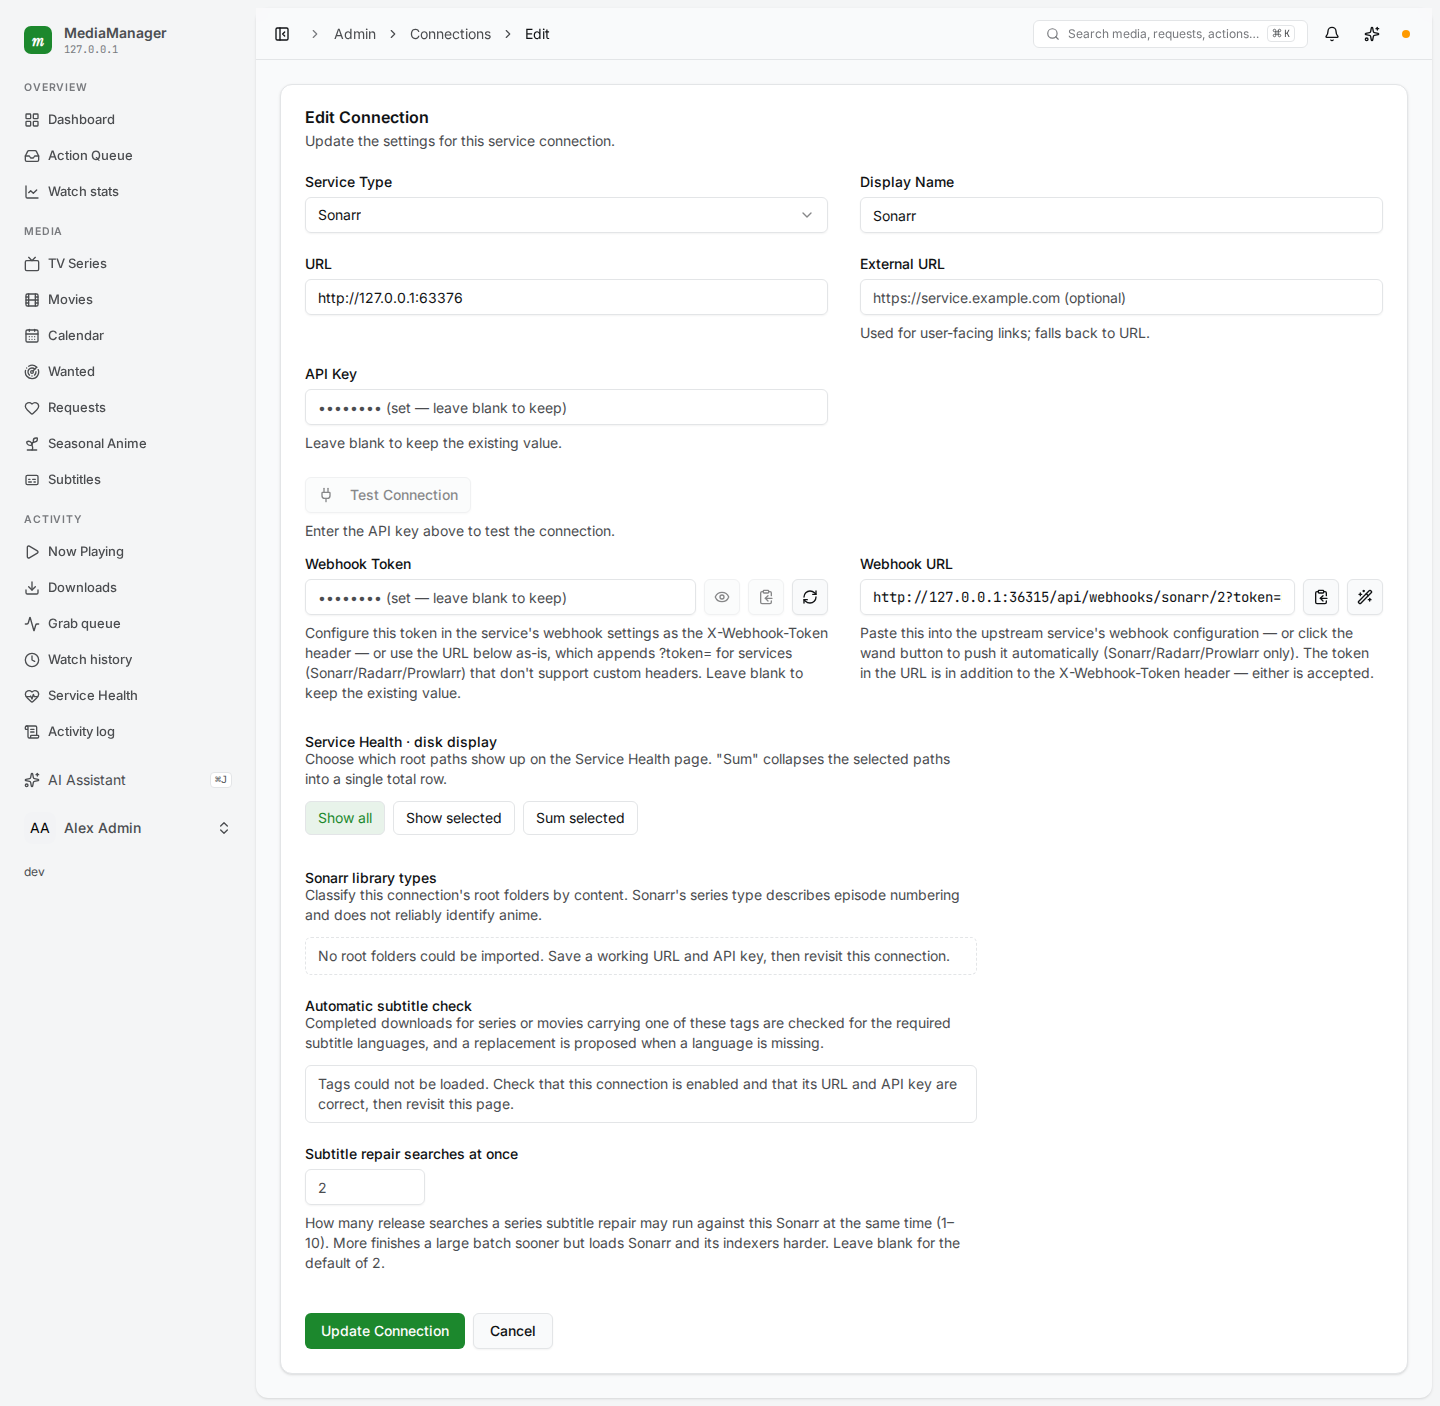 MediaManager
127.0.0.1
OVERVIEW
Dashboard
Action Queue
Watch stats
MEDIA
TV Series
Movies
Calendar
Wanted
Requests
Seasonal Anime
Subtitles
ACTIVITY
Now Playing
Downloads
Grab queue
Watch history
Service Health
Activity log
AI Assistant
⌘J
AA
Alex Admin
dev
Admin
Connections
Edit
Search media, requests, actions...
⌘K
Edit Connection
Update the settings for this service connection.
Service Type
Sonarr
Display Name
Sonarr
URL
http://127.0.0.1:63376
External URL
https://service.example.com (optional)
Used for user-facing links; falls back to URL.
API Key
•••••••• (set — leave blank to keep)
Leave blank to keep the existing value.
Test Connection
Enter the API key above to test the connection.
Webhook Token
•••••••• (set — leave blank to keep)
Configure this token in the service's webhook settings as the X-Webhook-Token
header — or use the URL below as-is, which appends ?token= for services
(Sonarr/Radarr/Prowlarr) that don't support custom headers. Leave blank to
keep the existing value.
Webhook URL
http://127.0.0.1:36315/api/webhooks/sonarr/2?token=
Paste this into the upstream service's webhook configuration — or click the
wand button to push it automatically (Sonarr/Radarr/Prowlarr only). The token
in the URL is in addition to the X-Webhook-Token header — either is accepted.
Service Health · disk display
Choose which root paths show up on the Service Health page. "Sum" collapses the selected paths
into a single total row.
Show all
Show selected
Sum selected
Sonarr library types
Classify this connection's root folders by content. Sonarr's series type describes episode numbering
and does not reliably identify anime.
No root folders could be imported. Save a working URL and API key, then revisit this connection.
Automatic subtitle check
Completed downloads for series or movies carrying one of these tags are checked for the required
subtitle languages, and a replacement is proposed when a language is missing.
Tags could not be loaded. Check that this connection is enabled and that its URL and API key are
correct, then revisit this page.
Subtitle repair searches at once
2
How many release searches a series subtitle repair may run against this Sonarr at the same time (1–
10). More finishes a large batch sooner but loads Sonarr and its indexers harder. Leave blank for the
default of 2.
Update Connection
Cancel